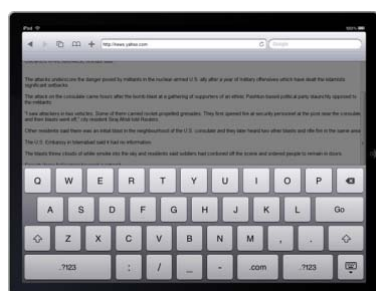 iPad
100%
http://news.yahoo.com
Google
The attacks underscore the danger posed by militants in the nuclear armed U.S. ally after a year of military offensives which have dealt the Islamists
significant setbacks.
The attack on the consulate came hours after the bomb blast at a gathering of supporters of an ethnic Pashtun-based political party staunchly opposed to
the militants.
"I saw attackers in two vehicles. Some of them carried rocket-propelled grenades. They first opened fire at security personnel at the post near the consulate
and then blasts went off," city resident
Other residents said there was an initial blast in the neighbourhood of the U.S. consulate and they later heard two other blasts and rifle fire in the same area.
The U.S. Embassy in Islamabad said it had no information.
The blasts threw clouds of white smoke into the sky and residents said soldiers had cordoned off the scene and ordered people to remain in doors.
Q W E R T Y U I O P
A S D F G H J K L Go
Z X C V B N M , .
.?123 : / _ - .com .?123